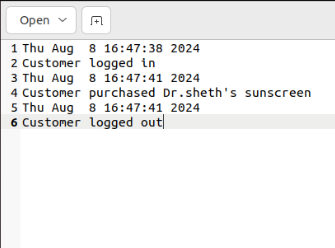 Open
1 Thu Aug  8 16:47:38 2024
2 Customer logged in
3 Thu Aug  8 16:47:41 2024
4 Customer purchased Dr.sheth's sunscreen
5 Thu Aug  8 16:47:41 2024
6 Customer logged out